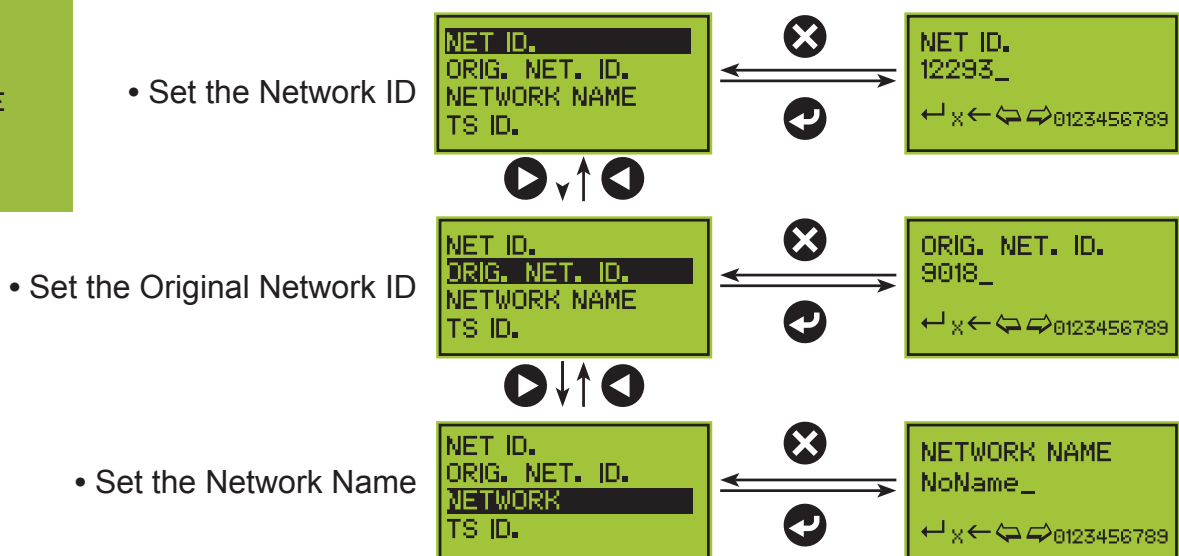 E
• Set the Network ID
NET ID.
ORIG. NET. ID.
NETWORK NAME
TS ID.
NET ID.
12293_
↵ x ← ⇦ ⇨ 0123456789
• Set the Original Network ID
NET ID.
ORIG. NET. ID.
NETWORK NAME
TS ID.
ORIG. NET. ID.
9018_
↵ x ← ⇦ ⇨ 0123456789
• Set the Network Name
NET ID.
ORIG. NET. ID.
NETWORK
TS ID.
NETWORK NAME
NoName_
↵ x ← ⇦ ⇨ 0123456789